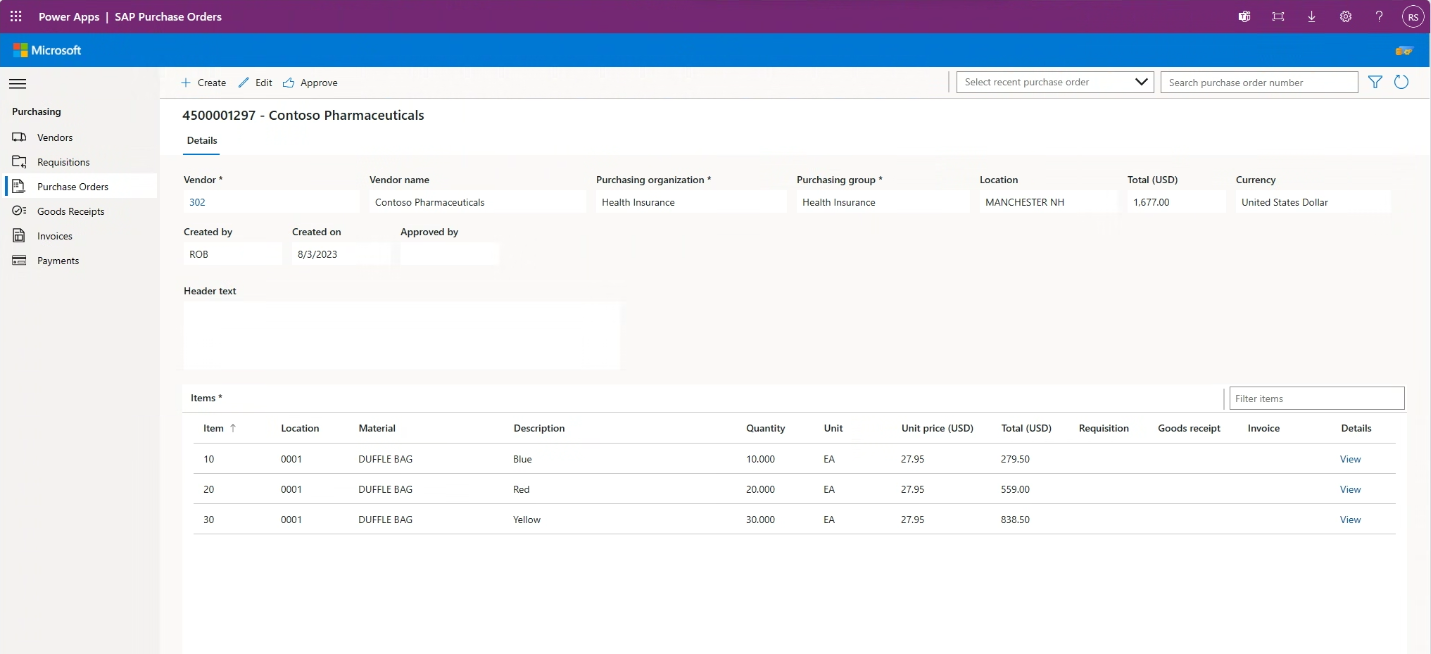 Power Apps | SAP Purchase Orders
RS
Microsoft
Create Edit Approve Select recent purchase order Search purchase order number
Purchasing
Vendors
Requisitions
Purchase Orders
Goods Receipts
Invoices
Payments
4500001297 - Contoso Pharmaceuticals
Details
Vendor * Vendor name Purchasing organization * Purchasing group * Location Total (USD) Currency
302 Contoso Pharmaceuticals Health Insurance Health Insurance MANCHESTER NH 1.677.00 United States Dollar
Created by Created on Approved by
ROB 8/3/2023
Header text
Items * Filter items
Item Location Material Description Quantity Unit Unit price (USD) Total (USD) Requisition Goods receipt Invoice Details
10 0001 DUFFLE BAG Blue 10.000 EA 27.95 279.50 View
20 0001 DUFFLE BAG Red 20.000 EA 27.95 559.00 View
30 0001 DUFFLE BAG Yellow 30.000 EA 27.95 838.50 View